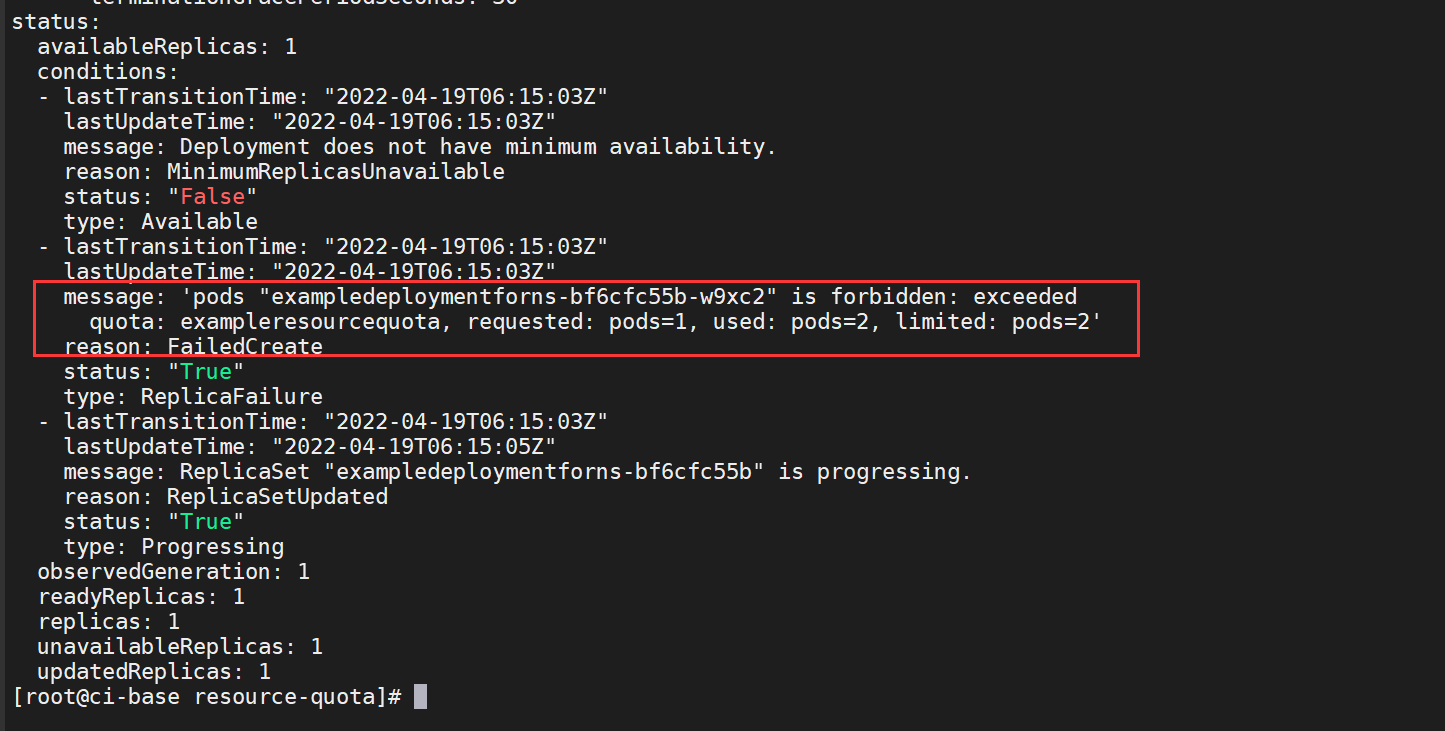 terminationGracePeriodSeconds: 30
status:
  availableReplicas: 1
  conditions:
  - lastTransitionTime: "2022-04-19T06:15:03Z"
    lastUpdateTime: "2022-04-19T06:15:03Z"
    message: Deployment does not have minimum availability.
    reason: MinimumReplicasUnavailable
    status: "False"
    type: Available
  - lastTransitionTime: "2022-04-19T06:15:03Z"
    lastUpdateTime: "2022-04-19T06:15:03Z"
    message: 'pods "exampledeploymentforns-bf6cfc55b-w9xc2" is forbidden: exceeded
      quota: exampleresourcequota, requested: pods=1, used: pods=2, limited: pods=2'
    reason: FailedCreate
    status: "True"
    type: ReplicaFailure
  - lastTransitionTime: "2022-04-19T06:15:03Z"
    lastUpdateTime: "2022-04-19T06:15:05Z"
    message: ReplicaSet "exampledeploymentforns-bf6cfc55b" is progressing.
    reason: ReplicaSetUpdated
    status: "True"
    type: Progressing
  observedGeneration: 1
  readyReplicas: 1
  replicas: 1
  unavailableReplicas: 1
  updatedReplicas: 1
[root@ci-base resource-quota]#